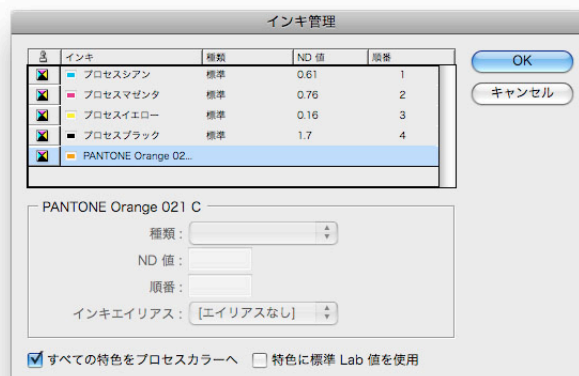 インキ管理
インキ 種類 ND 値 順番
プロセスシアン 標準 0.61 1
プロセスマゼンタ 標準 0.76 2
プロセスイエロー 標準 0.16 3
プロセスブラック 標準 1.7 4
PANTONE Orange 02...
OK
キャンセル
PANTONE Orange 021 C
種類 :
ND 値 :
順番 :
インキエイリアス : [エイリアスなし]
すべての特色をプロセスカラーへ 特色に標準 Lab 値を使用